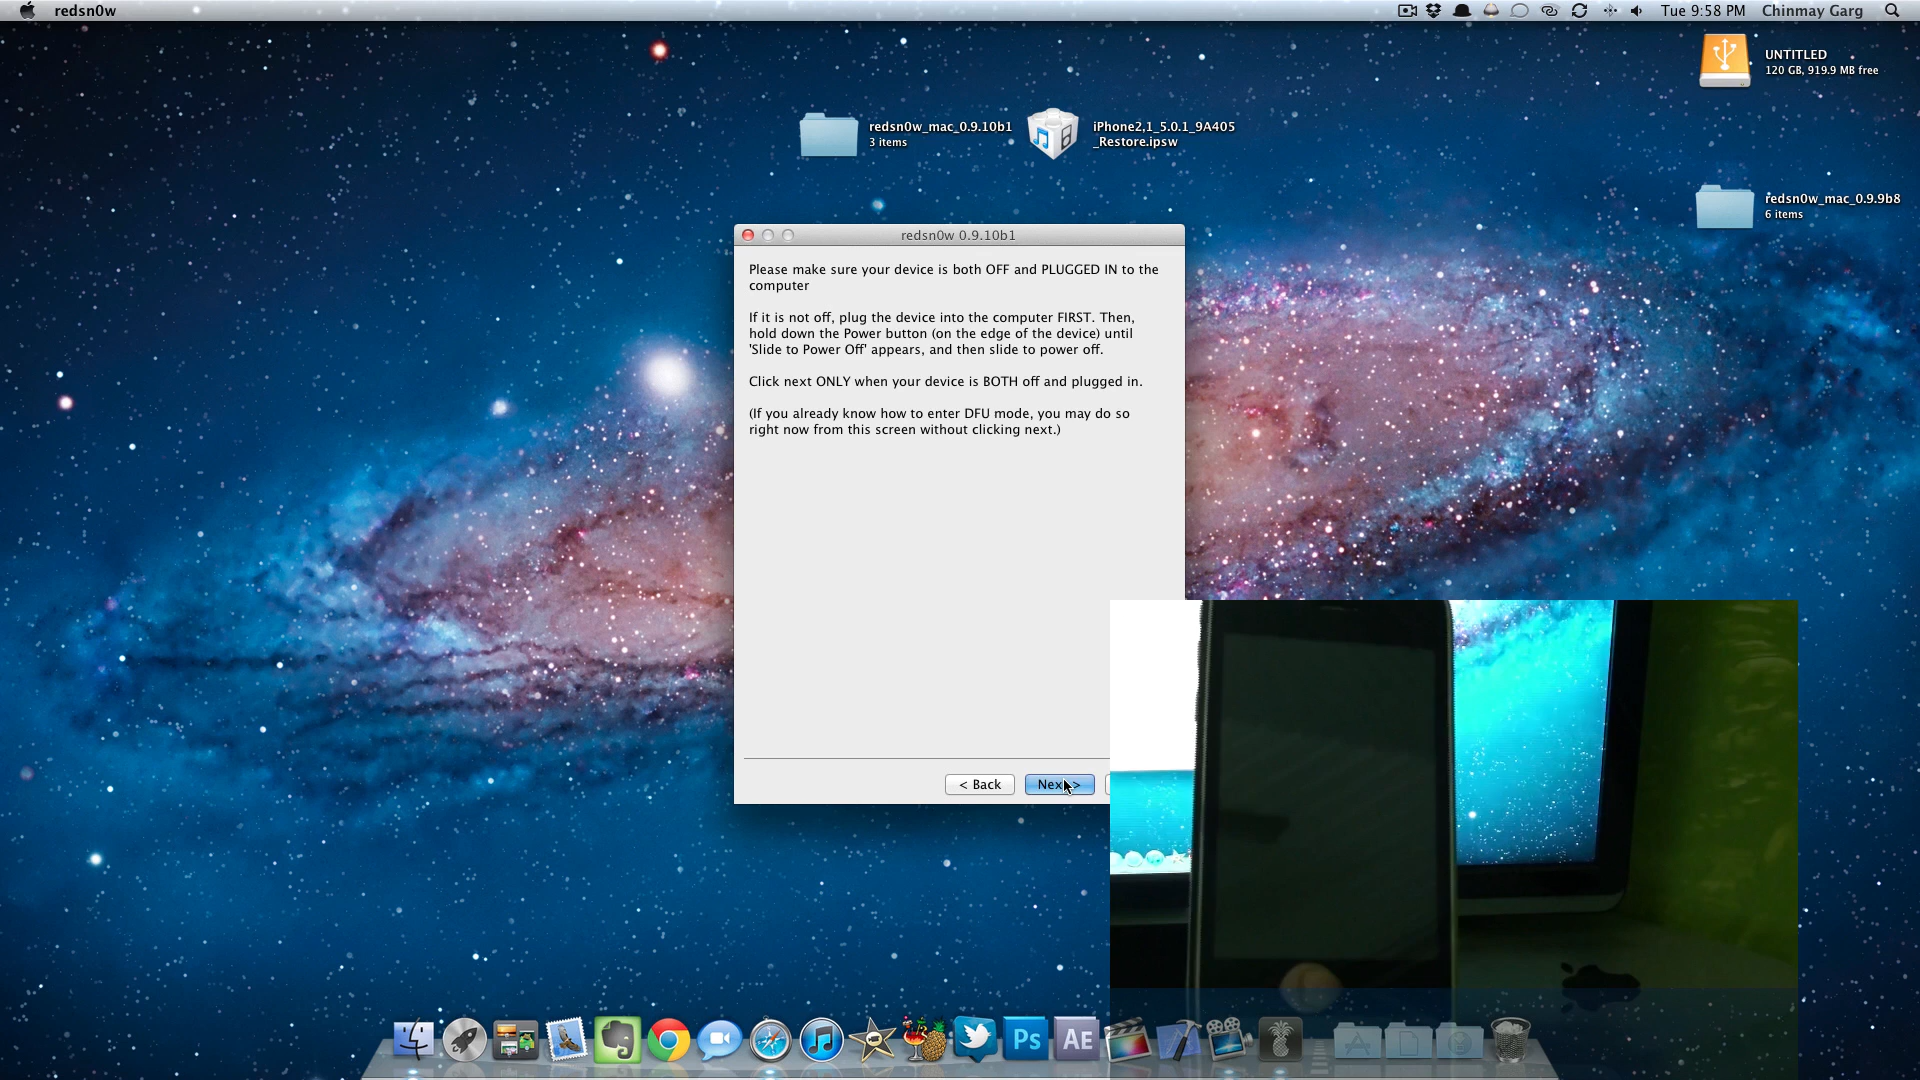 redsn0w
Tue 9:58 PM
Chinmay Garg
UNTITLED
120 GB, 919.9 MB free
redsn0w_mac_0.9.10b1
3 items
iPhone2,1_5.0.1_9A405
_Restore.ipsw
redsn0w_mac_0.9.9b8
6 items
redsn0w 0.9.10b1
Please make sure your device is both OFF and PLUGGED IN to the
computer
If it is not off, plug the device into the computer FIRST. Then,
hold down the Power button (on the edge of the device) until
'Slide to Power Off' appears, and then slide to power off.
Click next ONLY when your device is BOTH off and plugged in.
(If you already know how to enter DFU mode, you may do so
right now from this screen without clicking next.)
< Back
Next >
Ps
AE